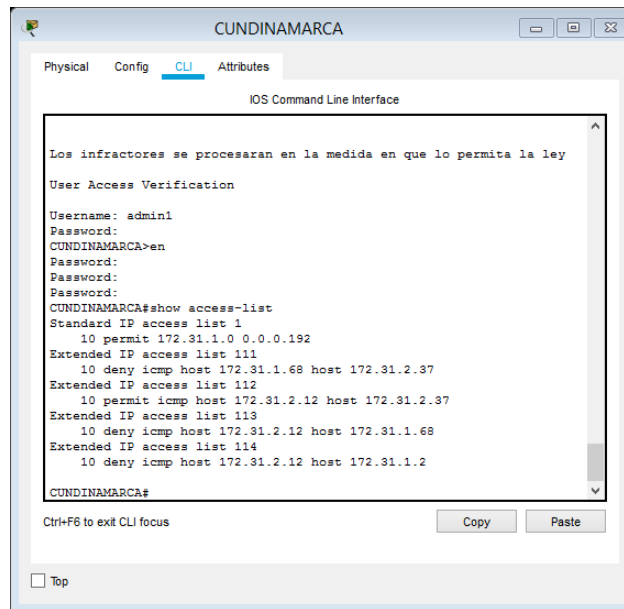 CUNDINAMARCA
Physical Config CLI Attributes
IOS Command Line Interface
Los infractores se procesaran en la medida en que lo permita la ley
User Access Verification
Username: admin1
Password:
CUNDINAMARCA>en
Password:
Password:
Password:
CUNDINAMARCA#show access-list
Standard IP access list 1
10 permit 172.31.1.0 0.0.0.192
Extended IP access list 111
10 deny icmp host 172.31.1.68 host 172.31.2.37
Extended IP access list 112
10 permit icmp host 172.31.2.12 host 172.31.2.37
Extended IP access list 113
10 deny icmp host 172.31.2.12 host 172.31.1.68
Extended IP access list 114
10 deny icmp host 172.31.2.12 host 172.31.1.2
CUNDINAMARCA#
Ctrl+F6 to exit CLI focus
Copy Paste
Top